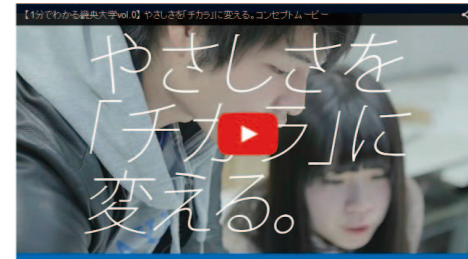 【1分でわかる畿央大学vol.0】やさしさを「チカラ」に変える。コンセプトムービー
やさしさを
「チカラ」に
変える。